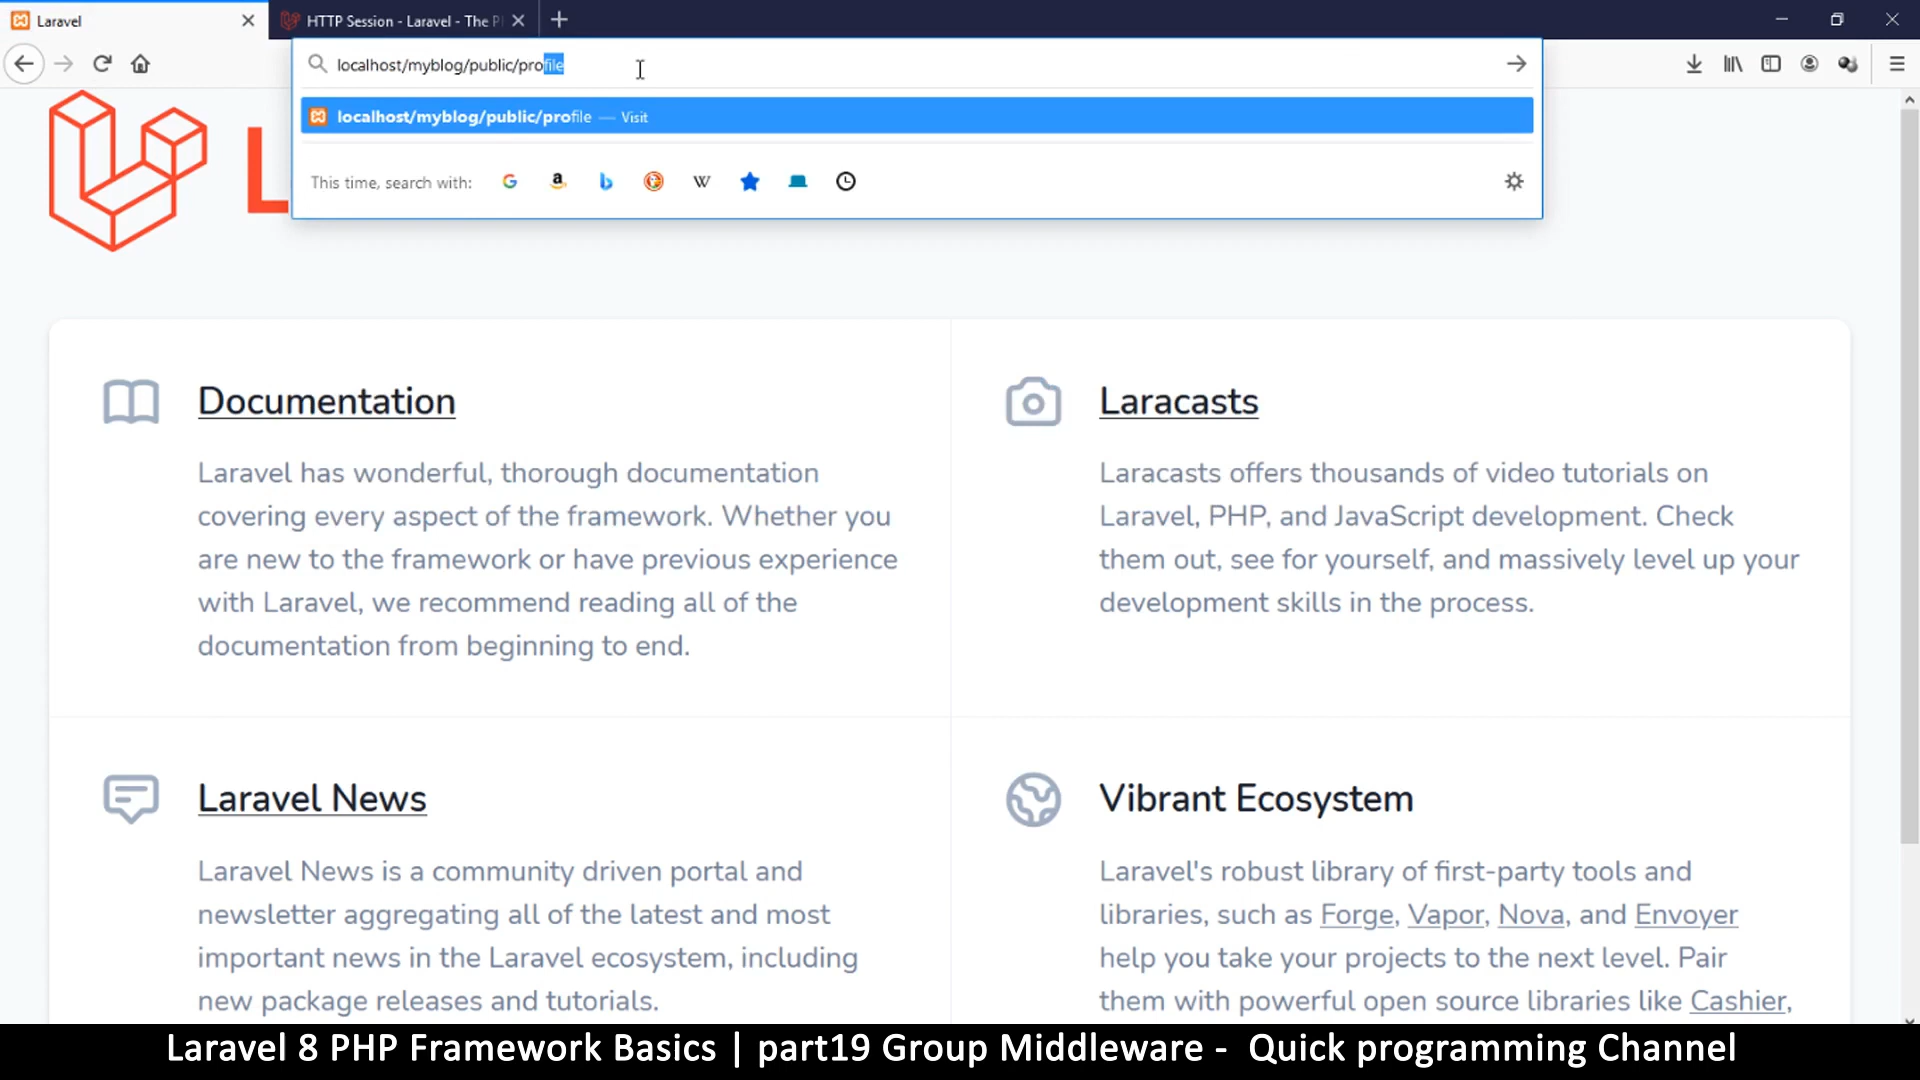 Laravel
HTTP Session - Laravel - The P
localhost/myblog/public/profile
localhost/myblog/public/profile — Visit
This time, search with:
L
Documentation
Laravel has wonderful, thorough documentation
covering every aspect of the framework. Whether you
are new to the framework or have previous experience
with Laravel, we recommend reading all of the
documentation from beginning to end.
Laracasts
Laracasts offers thousands of video tutorials on
Laravel, PHP, and JavaScript development. Check
them out, see for yourself, and massively level up your
development skills in the process.
Laravel News
Laravel News is a community driven portal and
newsletter aggregating all of the latest and most
important news in the Laravel ecosystem, including
new package releases and tutorials.
Vibrant Ecosystem
Laravel's robust library of first-party tools and
libraries, such as Forge, Vapor, Nova, and Envoyer
help you take your projects to the next level. Pair
them with powerful open source libraries like Cashier,
Laravel 8 PHP Framework Basics | part19 Group Middleware - Quick programming Channel